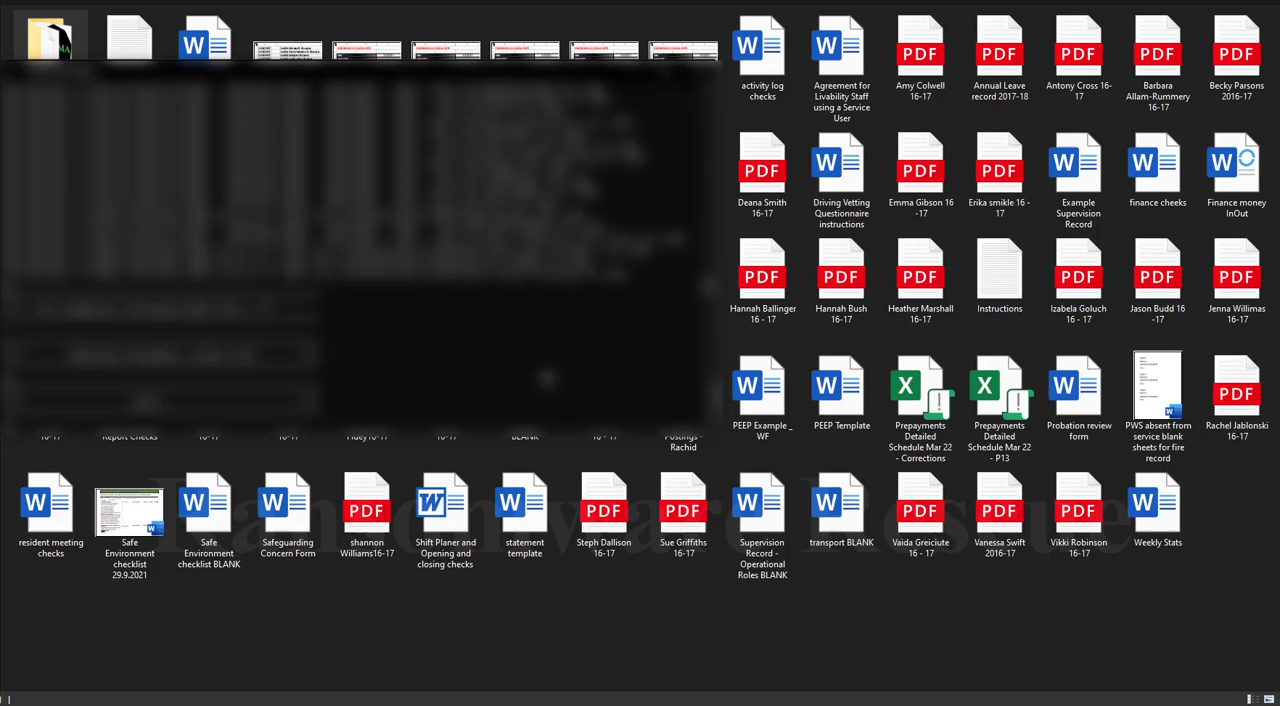 activity log
checks
Agreement for
Livability Staff
using a Service
User
Amy Colwell
16-17
Annual Leave
record 2017-18
Antony Cross 16-
17
Barbara
Allam-Rummery
16-17
Becky Parsons
2016-17
Deana Smith
16-17
Driving Vetting
Questionnaire
instructions
Emma Gibson 16
-17
Erika smikle 16 -
17
Example
Supervision
Record
finance cheeks
Finance money
InOut
Hannah Ballinger
16 - 17
Hannah Bush
16-17
Heather Marshall
16-17
Instructions
Izabela Goluch
16 - 17
Jason Budd 16
-17
Jenna Willimas
16-17
16-17
Report Checks
16-17
16-17
Pidey16-17
BLANK
16 - 17
Postings -
Rachid
PEEP Example _
WF
PEEP Template
Prepayments
Detailed
Schedule Mar 22
- Corrections
Prepayments
Detailed
Schedule Mar 22
- P13
Probation review
form
PWS absent from
service blank
sheets for fire
record
Rachel Jablonski
16-17
resident meeting
checks
Safe
Environment
checklist
29.9.2021
Safe
Environment
checklist BLANK
Safeguarding
Concern Form
shannon
Williams16-17
Shift Planer and
Opening and
closing checks
statement
template
Steph Dallison
16-17
Sue Griffiths
16-17
Supervision
Record -
Operational
Roles BLANK
transport BLANK
Vaida Greiciute
16 - 17
Vanessa Swift
2016-17
Vikki Robinson
16-17
Weekly Stats